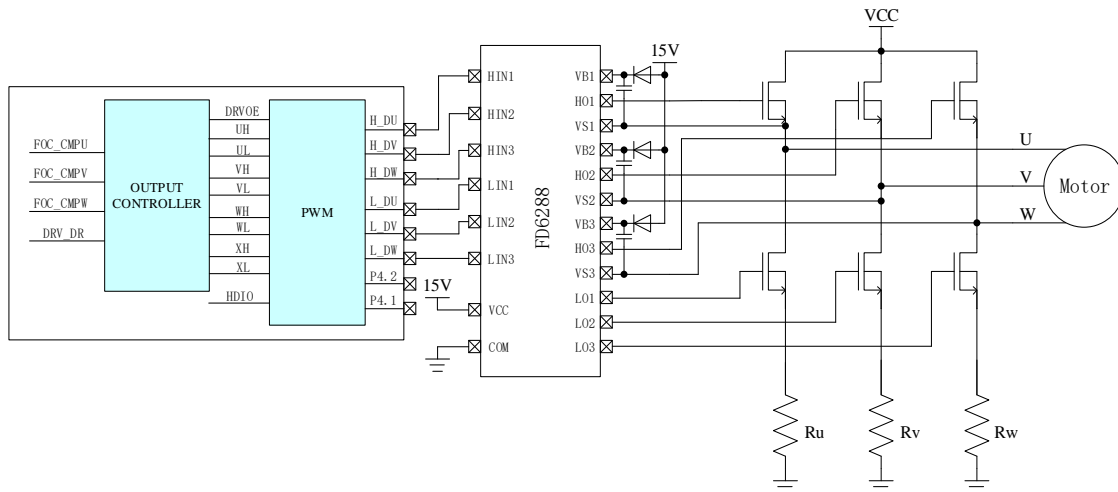 VCC
15V
FOC_CMPU
FOC_CMPV
FOC_CMPW
DRV_DR
OUTPUT
CONTROLLER
DRVOE
UH
UL
VH
VL
WH
WL
XH
XL
HDIO
PWM
H_DU
H_DV
H_DW
L_DU
L_DV
L_DW
P4.2
P4.1
15V
HIN1
HIN2
HIN3
LIN1
LIN2
LIN3
VCC
COM
FD6288
VB1
HO1
VS1
VB2
HO2
VS2
VB3
HO3
VS3
LO1
LO2
LO3
U
V
W
Motor
Ru
Rv
Rw